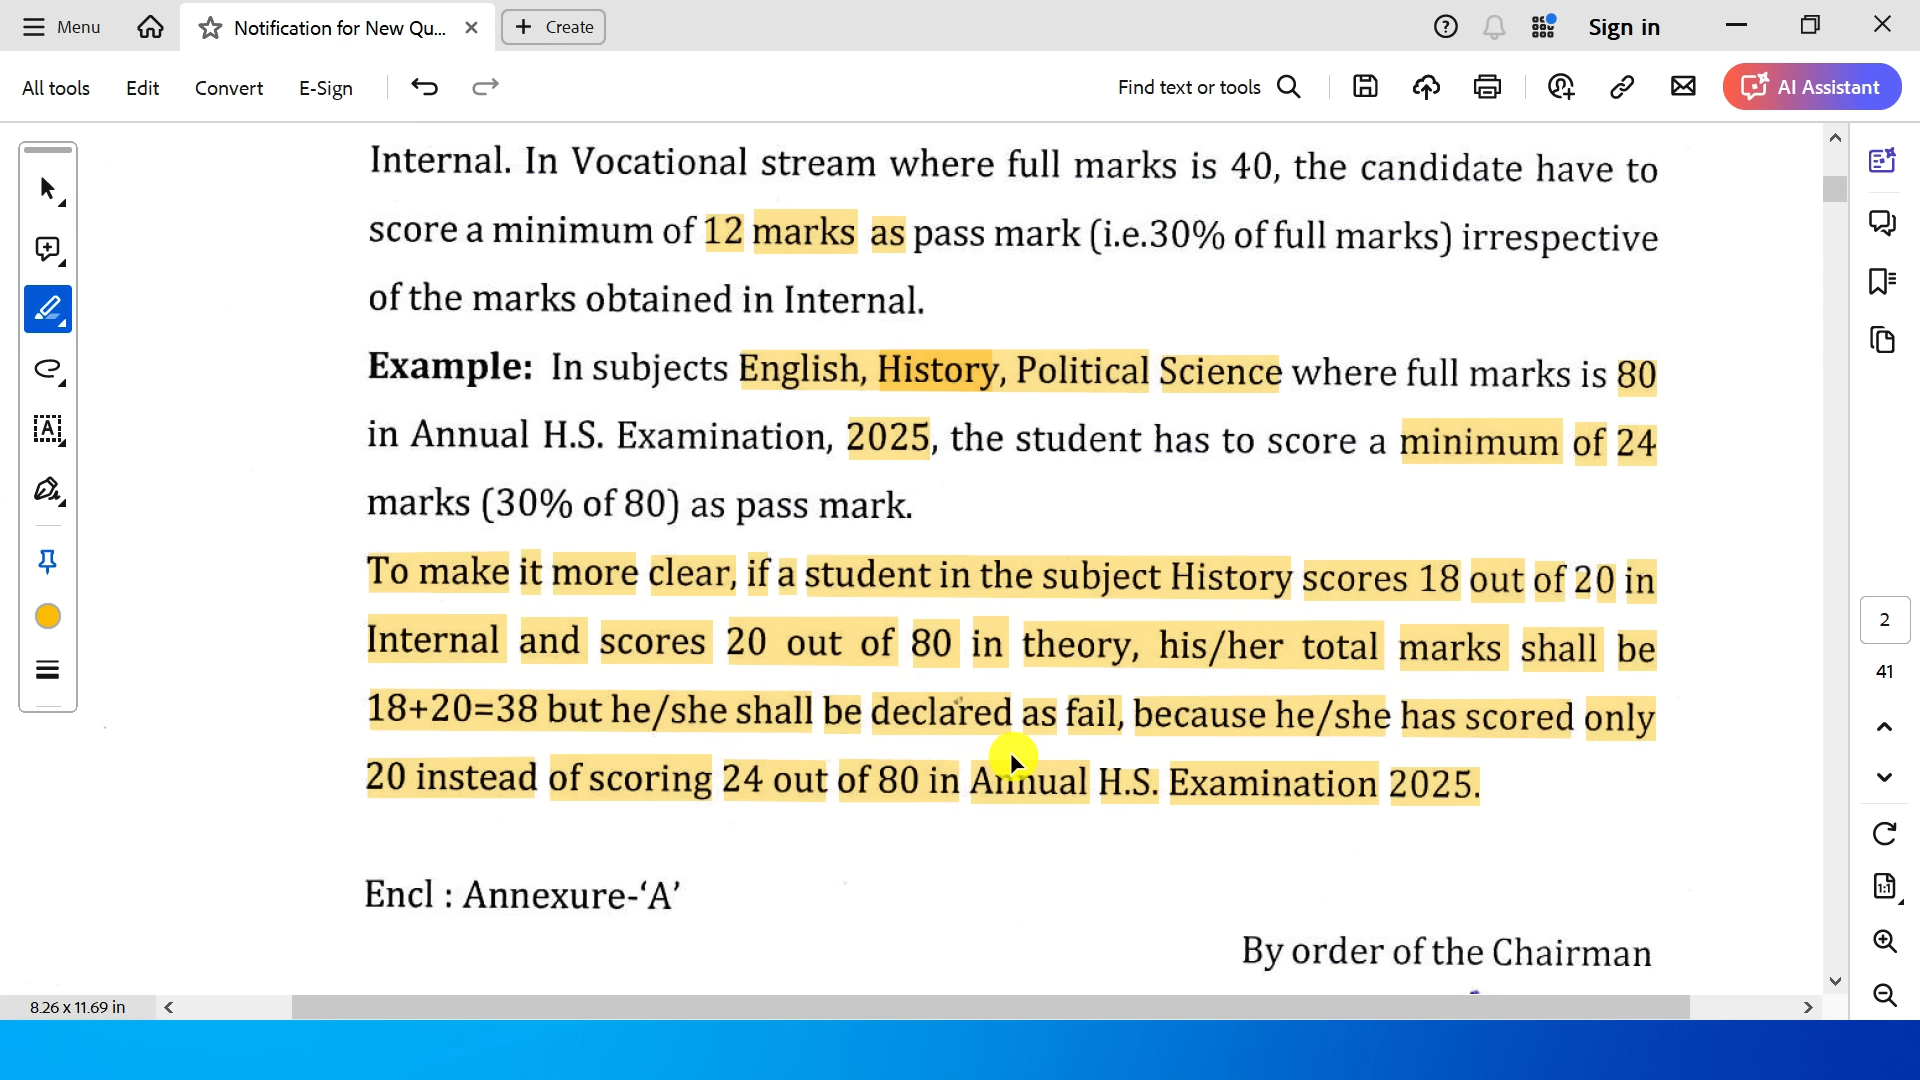 Menu
Notification for New Qu...
Create
Sign in
All tools
Edit
Convert
E-Sign
Find text or tools
AI Assistant
Internal. In Vocational stream where full marks is 40, the candidate have to
score a minimum of 12 marks as pass mark (i.e.30% of full marks) irrespective
of the marks obtained in Internal.
Example: In subjects English, History, Political Science where full marks is 80
in Annual H.S. Examination, 2025, the student has to score a minimum of 24
marks (30% of 80) as pass mark.
To make it more clear, if a student in the subject History scores 18 out of 20 in
Internal and scores 20 out of 80 in theory, his/her total marks shall be
18+20=38 but he/she shall be declared as fail, because he/she has scored only
20 instead of scoring 24 out of 80 in Annual H.S. Examination 2025.
Encl : Annexure-‘A’
By order of the Chairman
2
41
8.26 x 11.69 in